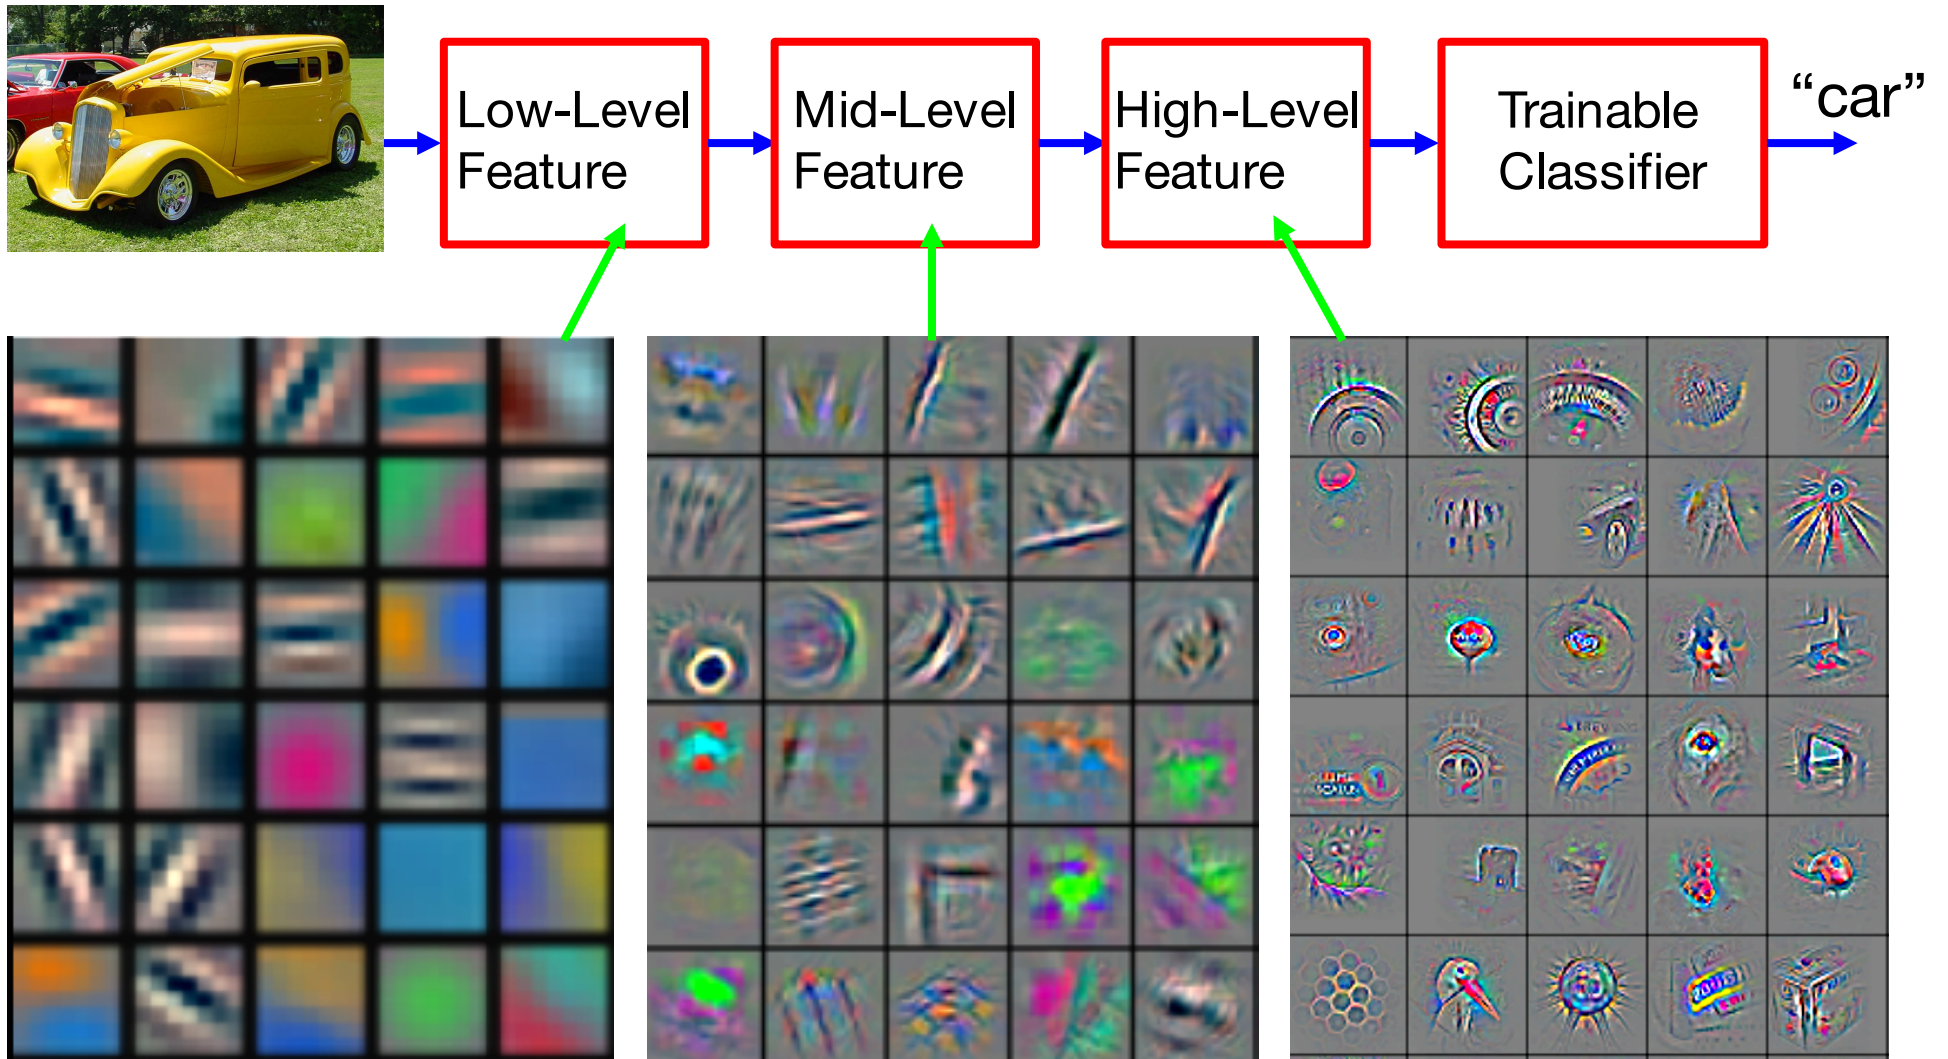 Low-Level
Feature
Mid-Level
Feature
High-Level
Feature
Trainable
Classifier
“car”